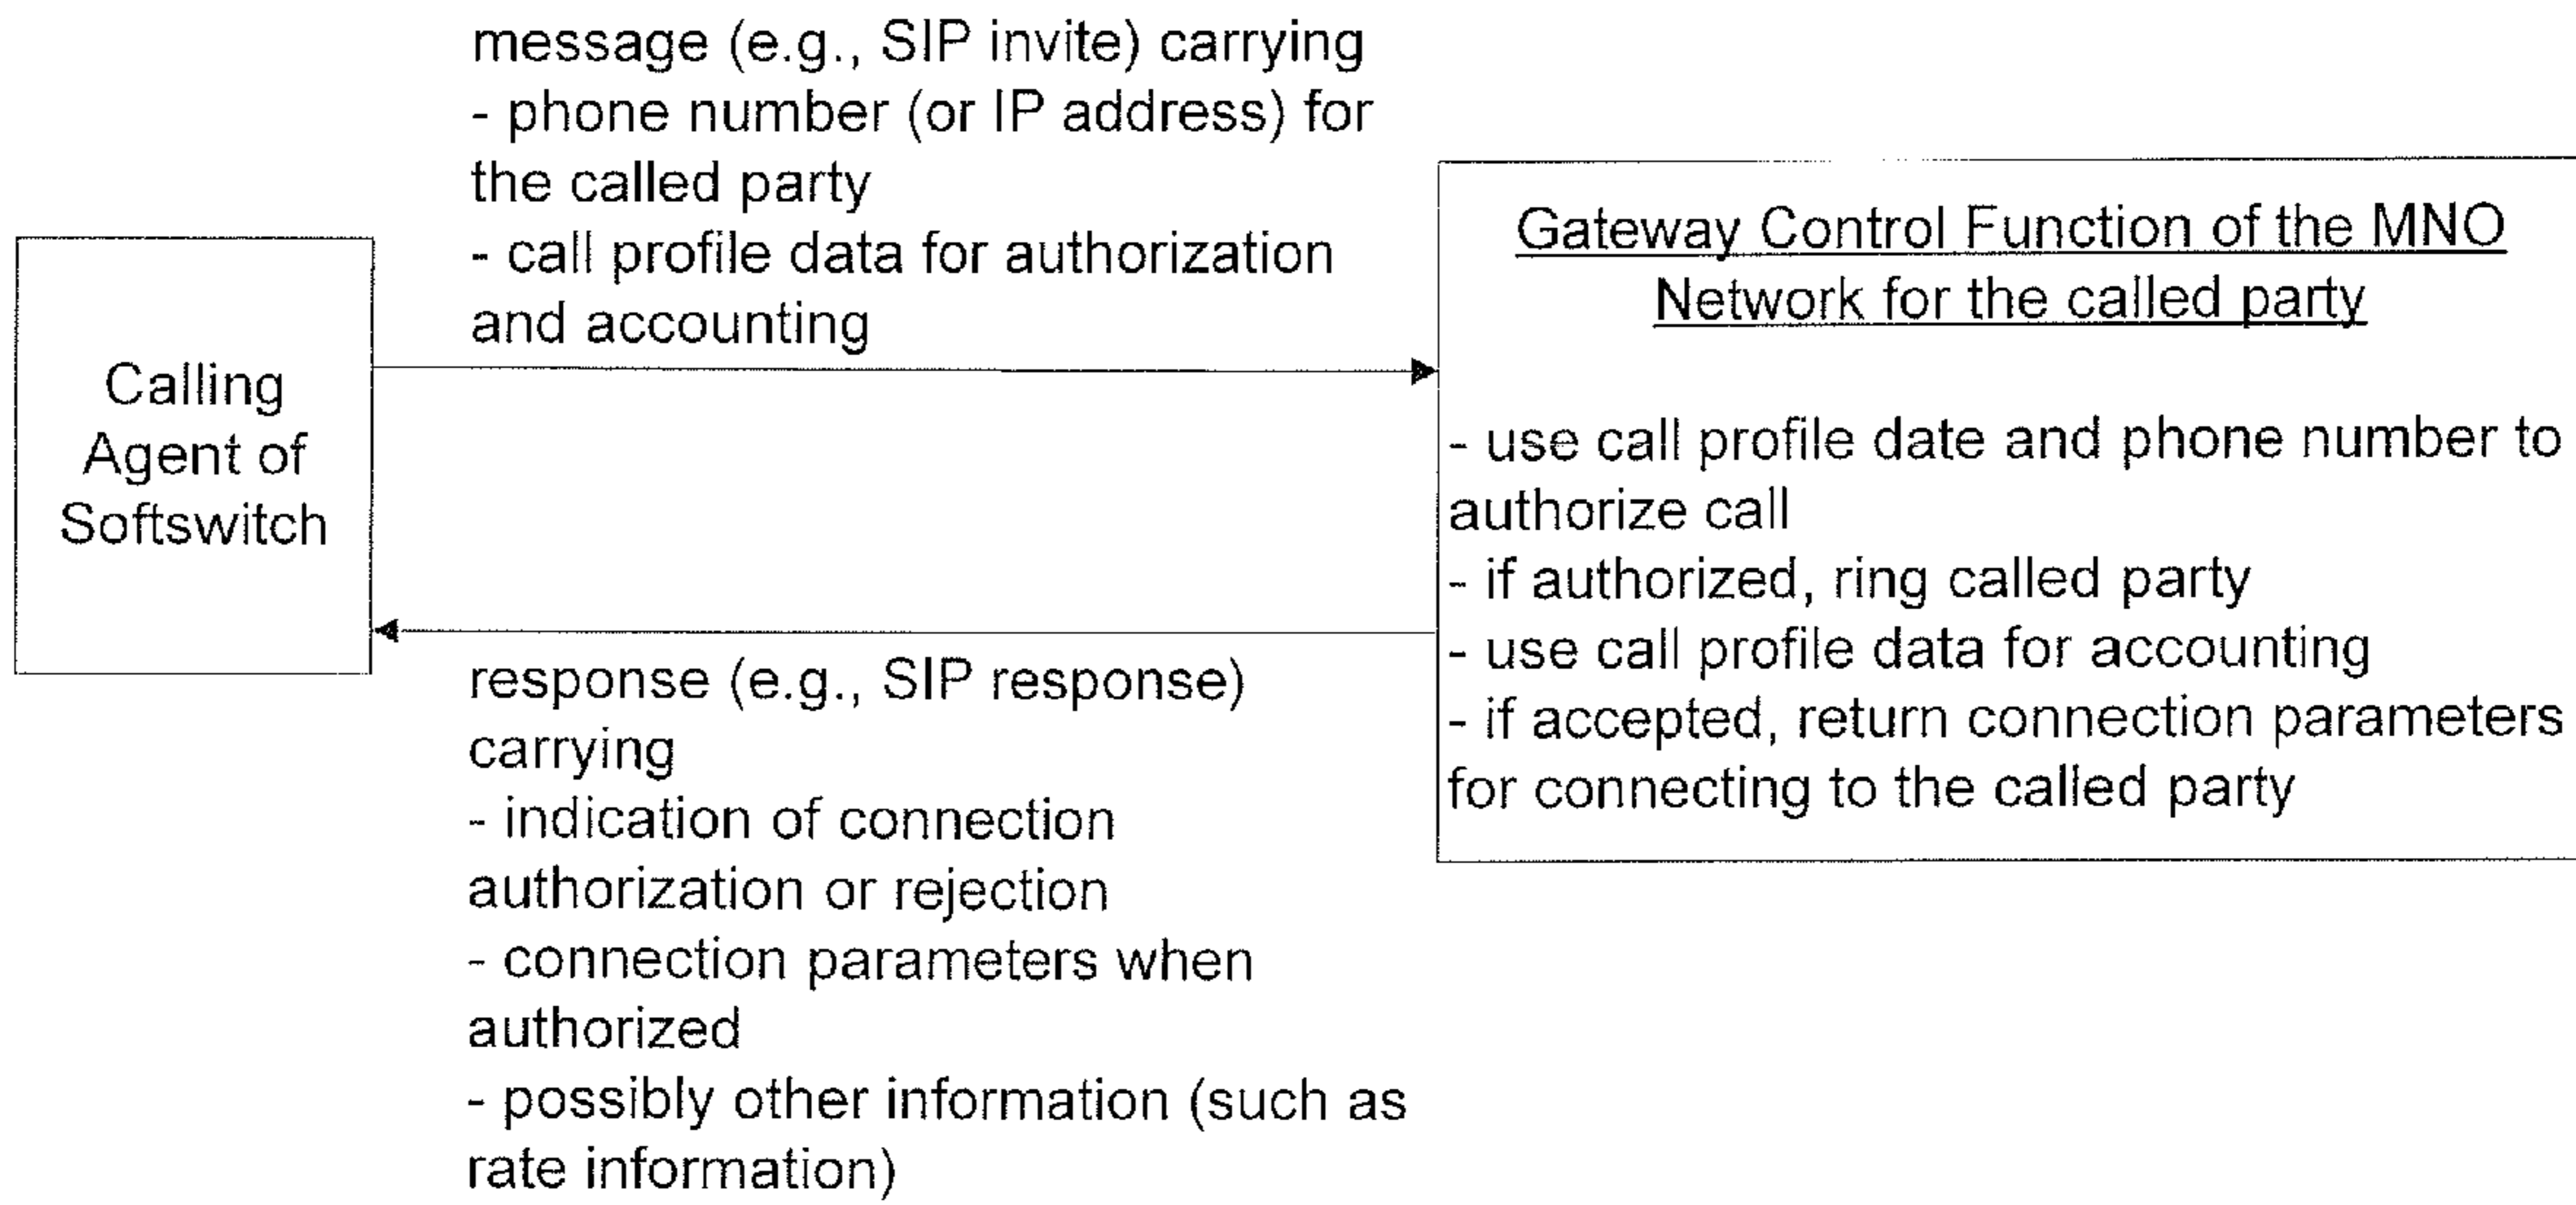 message (e.g., SIP invite) carrying
- phone number (or IP address) for
the called party
- call profile data for authorization
and accounting
Calling
Agent of
Softswitch
Gateway Control Function of the MNO
Network for the called party
- use call profile date and phone number to
authorize call
- if authorized, ring called party
- use call profile data for accounting
- if accepted, return connection parameters
for connecting to the called party
response (e.g., SIP response)
carrying
- indication of connection
authorization or rejection
- connection parameters when
authorized
- possibly other information (such as
rate information)